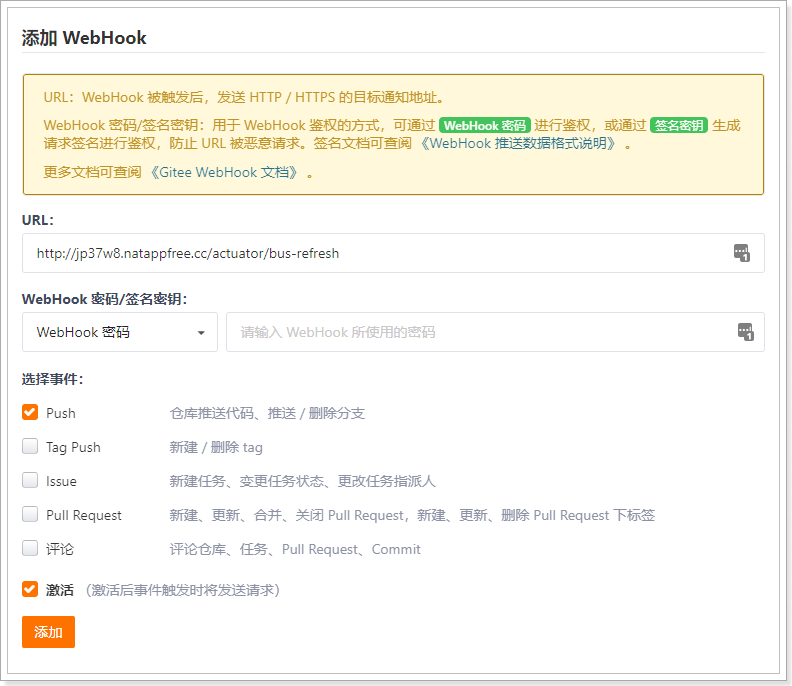 添加 WebHook
URL：WebHook 被触发后，发送 HTTP / HTTPS 的目标通知地址。
WebHook 密码/签名密钥：用于 WebHook 鉴权的方式，可通过 WebHook 密码 进行鉴权，或通过 签名密钥 生成
请求签名进行鉴权，防止 URL 被恶意请求。签名文档可查阅 《WebHook 推送数据格式说明》 。
更多文档可查阅 《Gitee WebHook 文档》 。
URL:
http://jp37w8.natappfree.cc/actuator/bus-refresh
1
WebHook 密码/签名密钥:
WebHook 密码
请输入 WebHook 所使用的密码
1
选择事件:
Push 仓库推送代码、推送 / 删除分支
Tag Push 新建 / 删除 tag
Issue 新建任务、变更任务状态、更改任务指派人
Pull Request 新建、更新、合并、关闭 Pull Request，新建、更新、删除 Pull Request 下标签
评论 评论仓库、任务、Pull Request、Commit
激活 （激活后事件触发时将发送请求）
添加